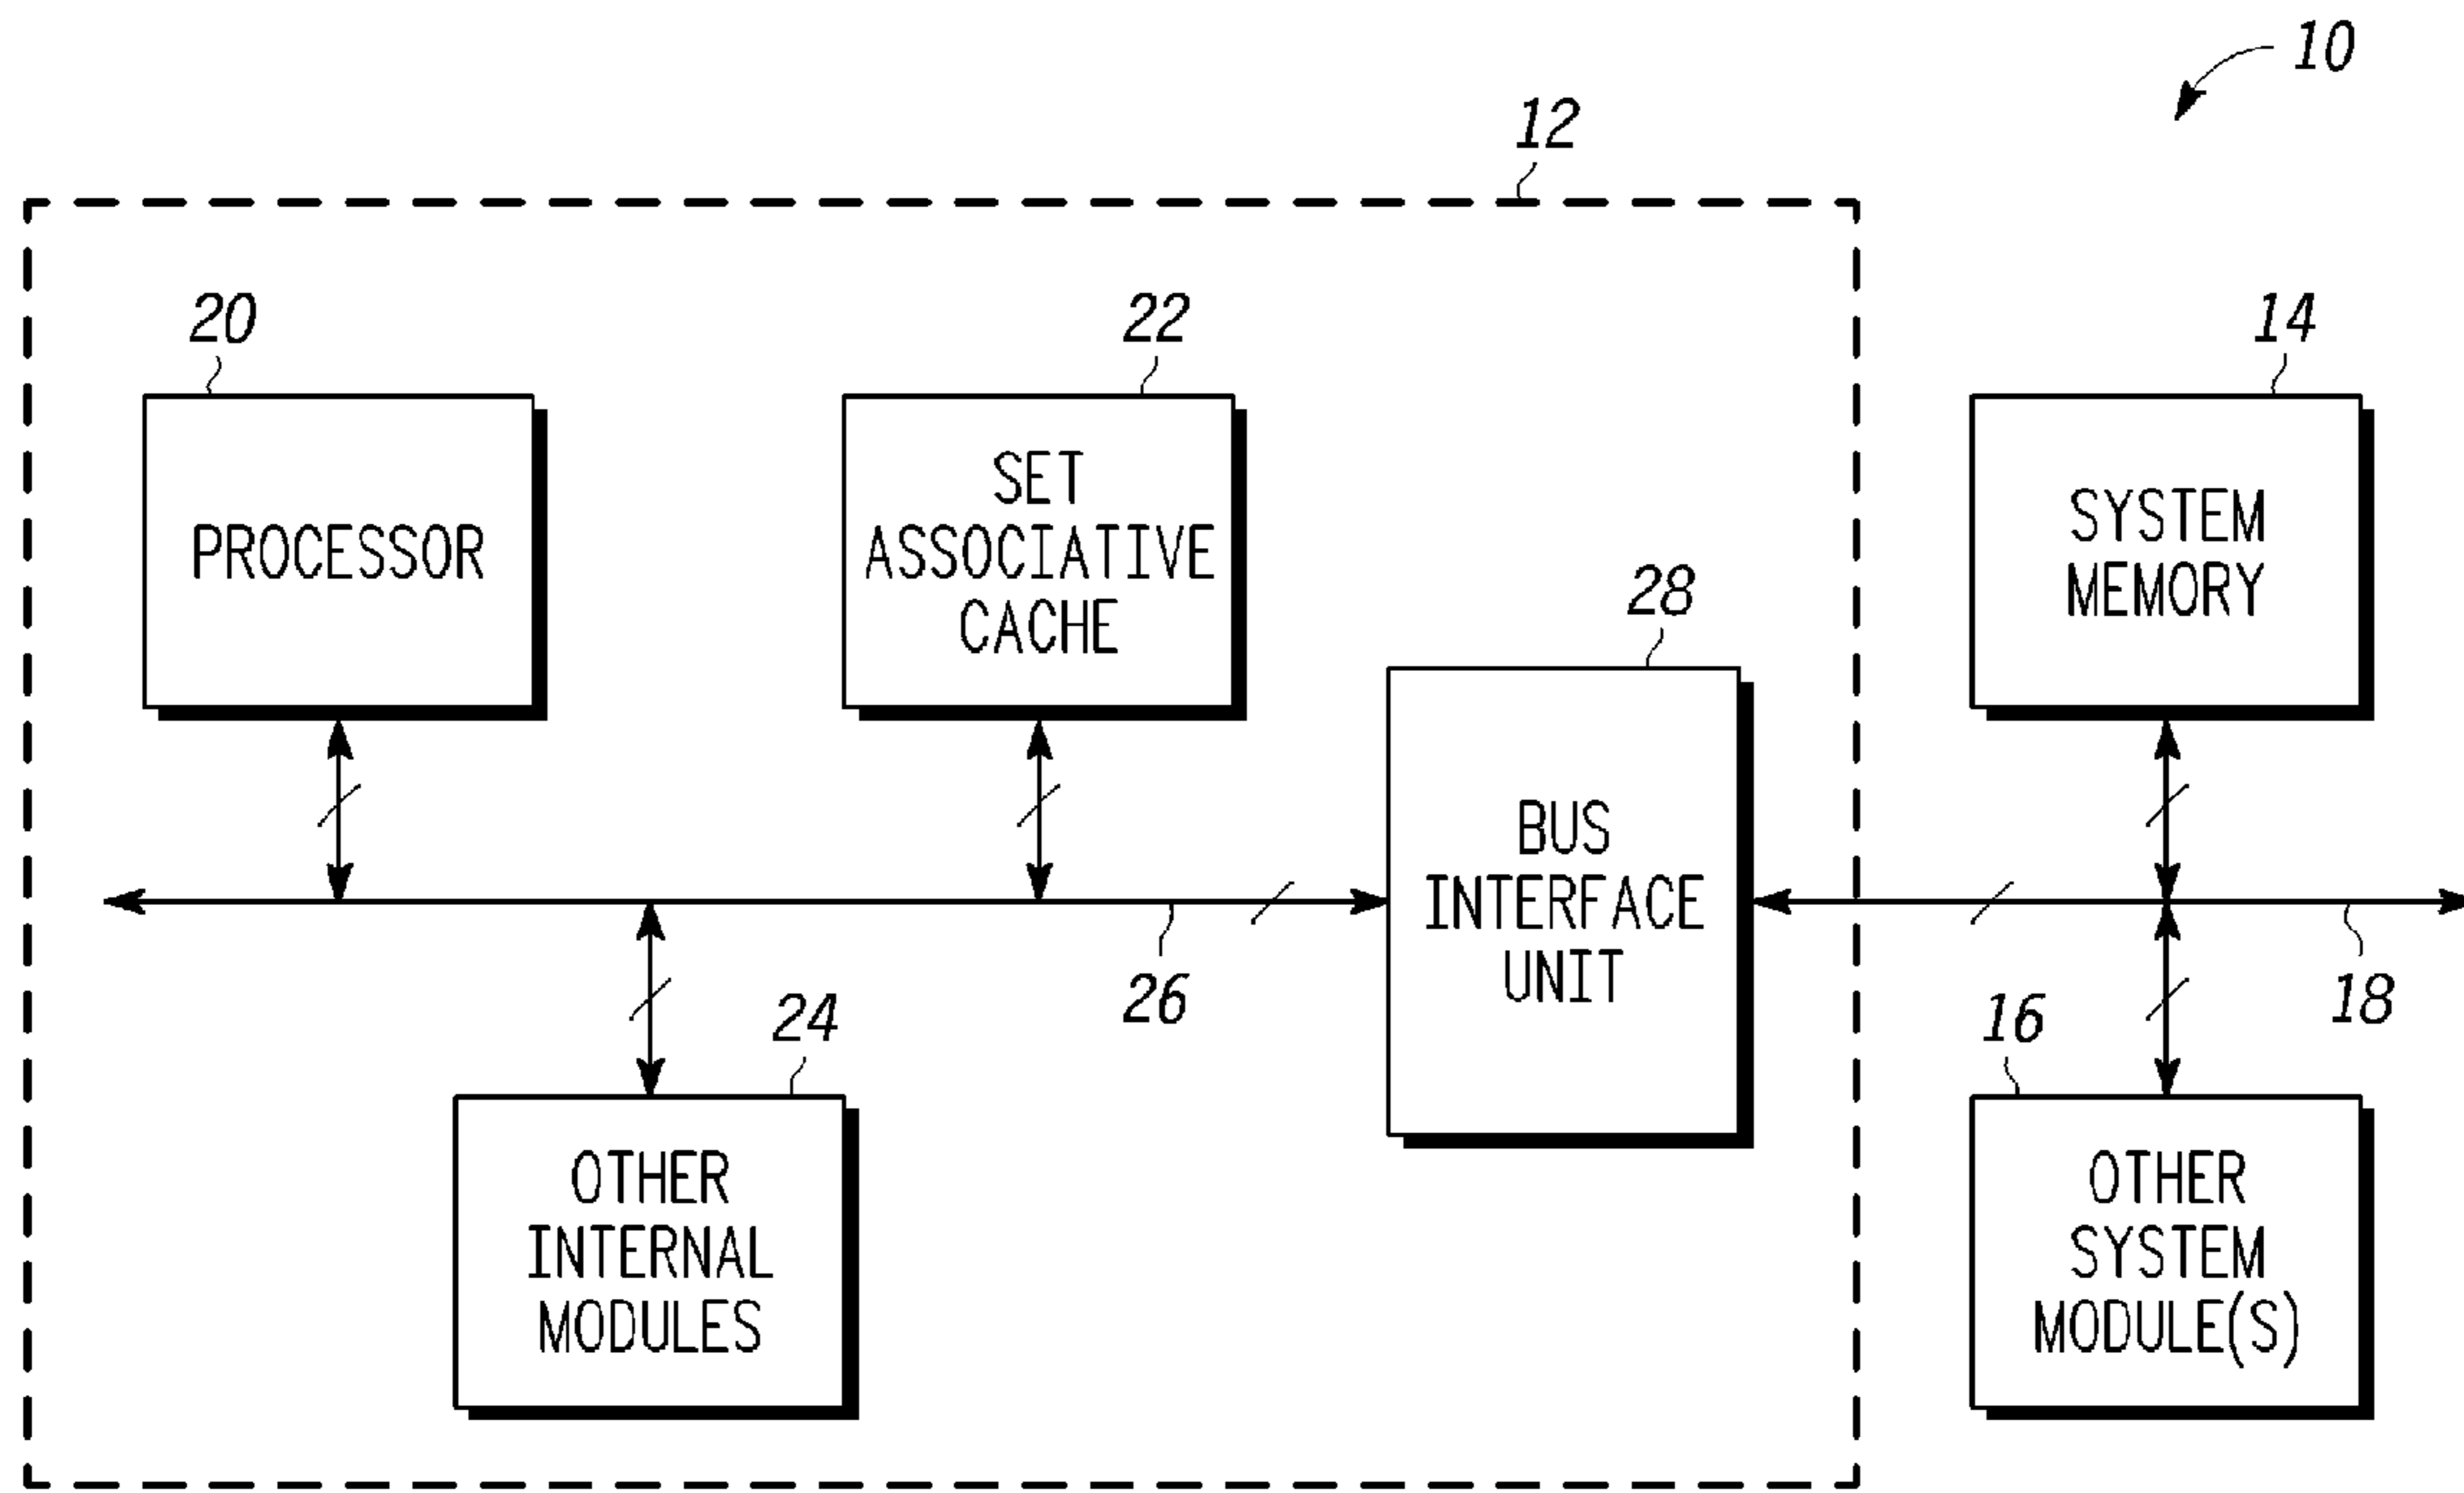 10
12
20
22
14
PROCESSOR
SET
ASSOCIATIVE
CACHE
SYSTEM
MEMORY
28
BUS
INTERFACE
UNIT
26
18
24
16
OTHER
INTERNAL
MODULES
OTHER
SYSTEM
MODULE(S)